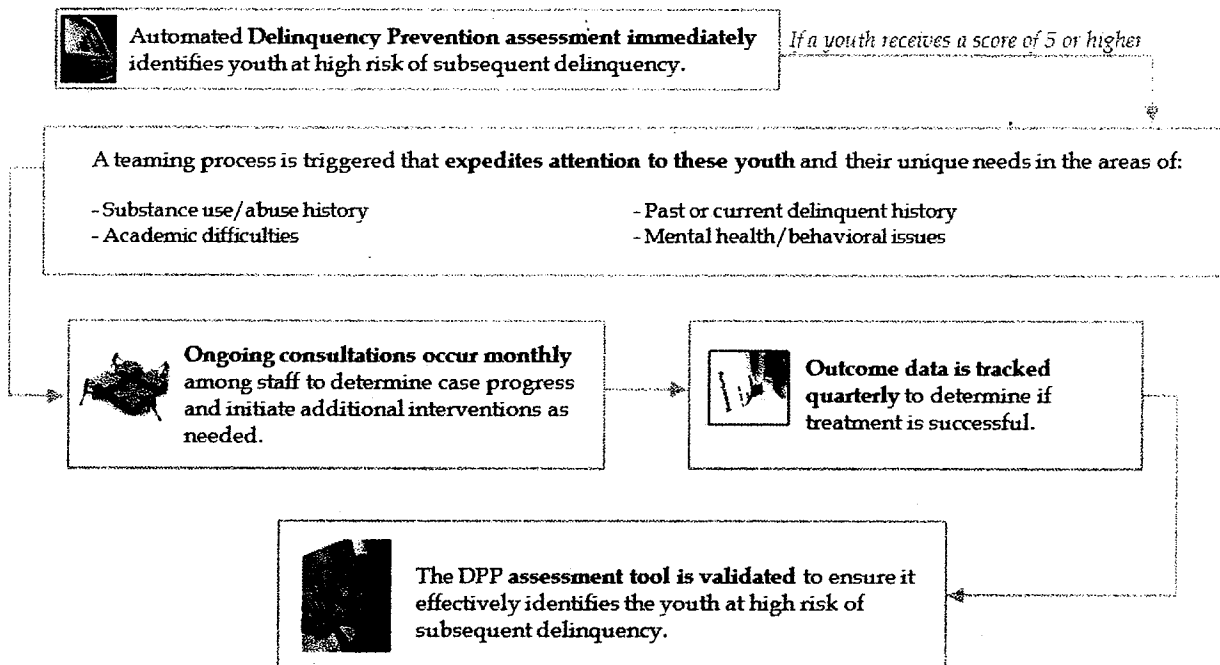 Automated Delinquency Prevention assessment immediately
identifies youth at high risk of subsequent delinquency.
If a youth receives a score of 5 or higher
A teaming process is triggered that expedites attention to these youth and their unique needs in the areas of:
- Substance use/abuse history
- Academic difficulties
- Past or current delinquent history
- Mental health/behavioral issues
Ongoing consultations occur monthly
among staff to determine case progress
and initiate additional interventions as
needed.
Outcome data is tracked
quarterly to determine if
treatment is successful.
The DPP assessment tool is validated to ensure it
effectively identifies the youth at high risk of
subsequent delinquency.